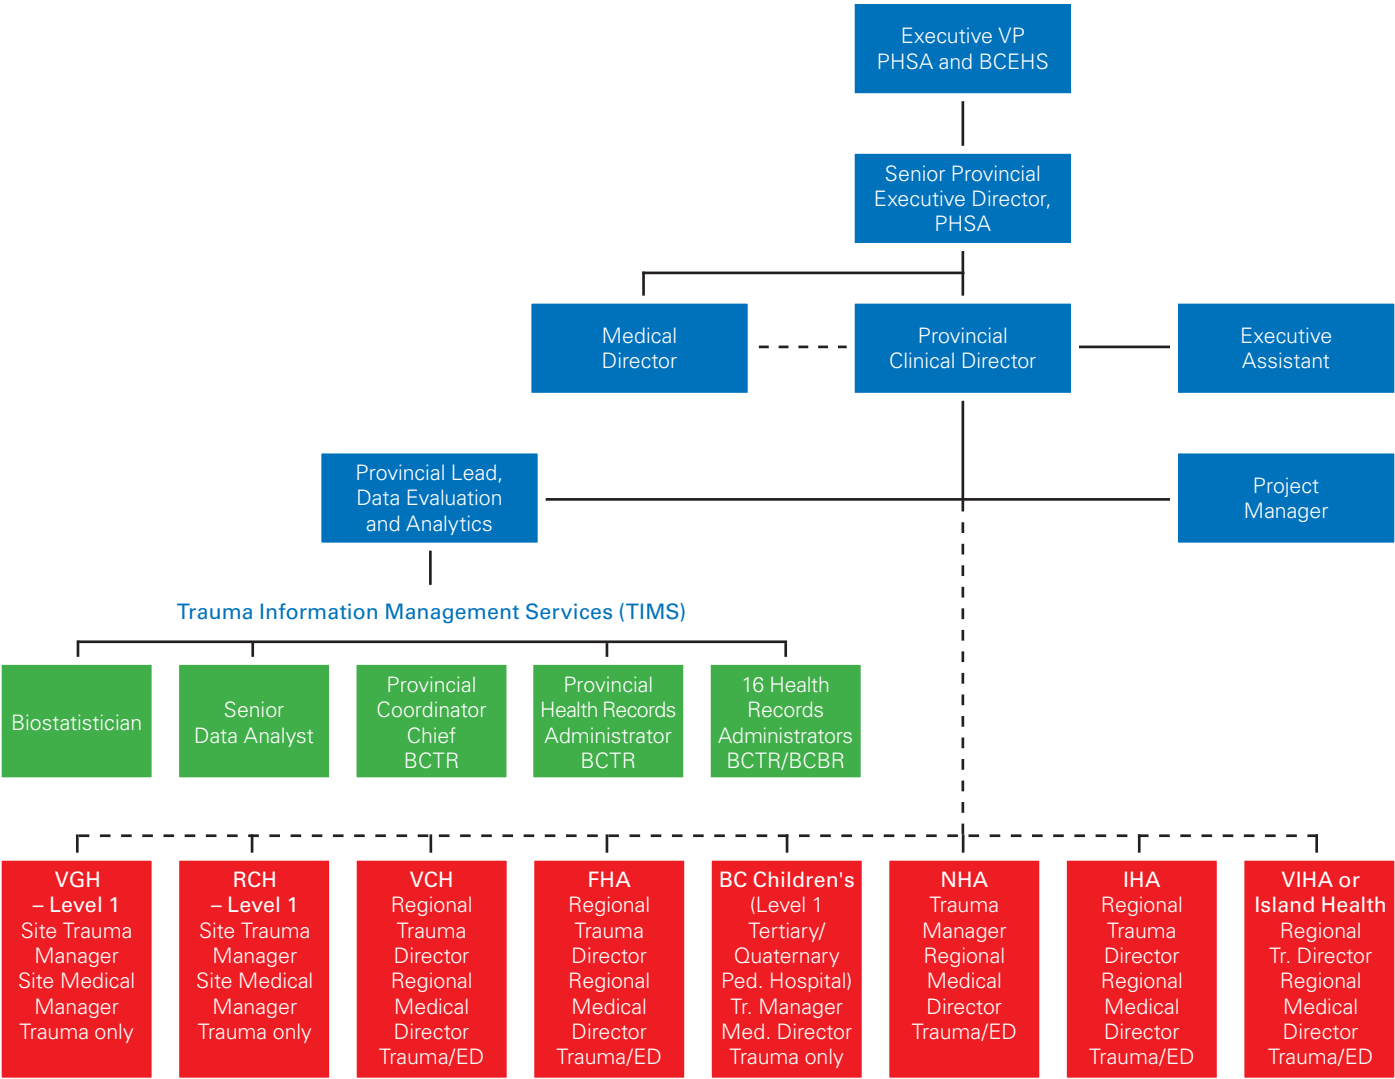 Executive VP
PHSA and BCEHS
Senior Provincial
Executive Director,
PHSA
Medical
Director
Provincial
Clinical Director
Executive
Assistant
Provincial Lead,
Data Evaluation
and Analytics
Project
Manager
Trauma Information Management Services (TIMS)
Biostatistician
Senior
Data Analyst
Provincial
Coordinator
Chief
BCTR
Provincial
Health Records
Administrator
BCTR
16 Health
Records
Administrators
BCTR/BCBR
VGH
– Level 1
Site Trauma
Manager
Site Medical
Manager
Trauma only
RCH
– Level 1
Site Trauma
Manager
Site Medical
Manager
Trauma only
VCH
Regional
Trauma
Director
Regional
Medical
Director
Trauma/ED
FHA
Regional
Trauma
Director
Regional
Medical
Director
Trauma/ED
BC Children's
(Level 1
Tertiary/
Quaternary
Ped. Hospital)
Tr. Manager
Med. Director
Trauma only
NHA
Trauma
Manager
Regional
Medical
Director
Trauma/ED
IHA
Regional
Trauma
Director
Regional
Medical
Director
Trauma/ED
VIHA or
Island Health
Regional
Tr. Director
Regional
Medical
Director
Trauma/ED